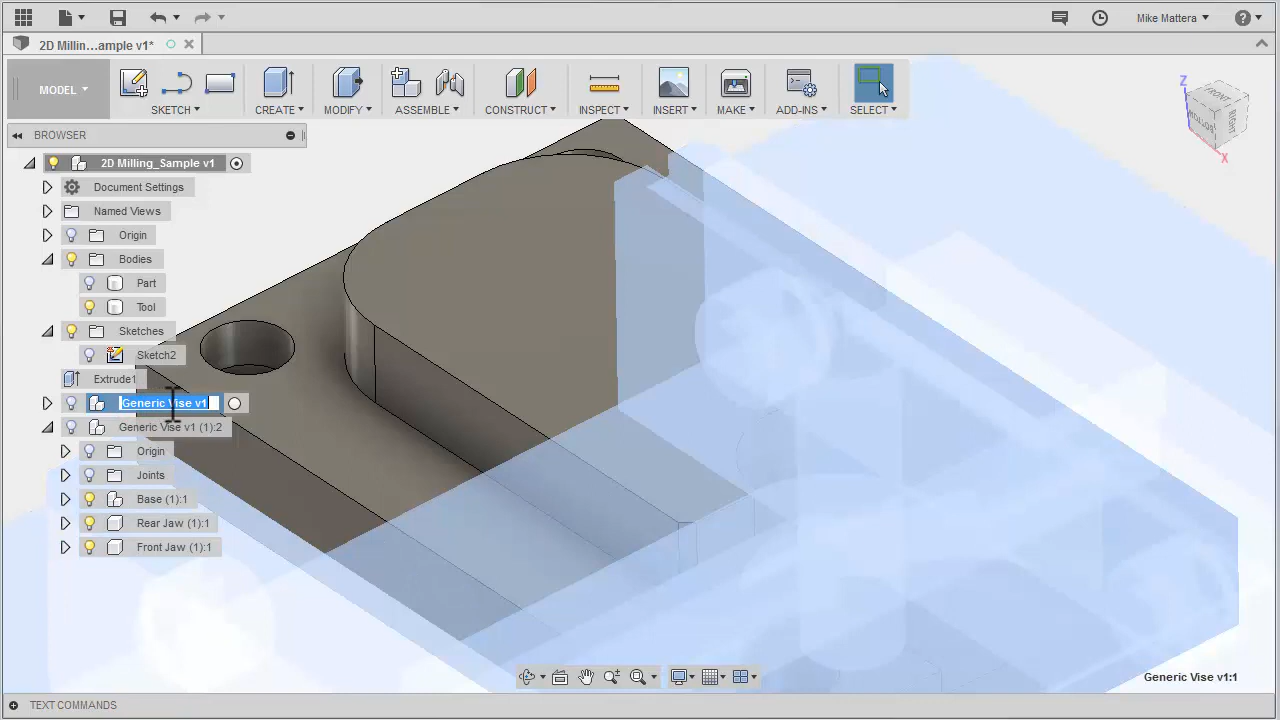 Mike Mattera
?
2D Millin...ample v1*
MODEL
SKETCH
CREATE
MODIFY
ASSEMBLE
CONSTRUCT
INSPECT
INSERT
MAKE
ADD-INS
SELECT
BROWSER
2D Milling_Sample v1
Document Settings
Named Views
Origin
Bodies
Part
Tool
Sketches
Sketch2
Extrude1
Generic Vise v1
Generic Vise v1 (1):2
Origin
Joints
Base (1):1
Rear Jaw (1):1
Front Jaw (1):1
Z
FRONT
X
Generic Vise v1:1
TEXT COMMANDS